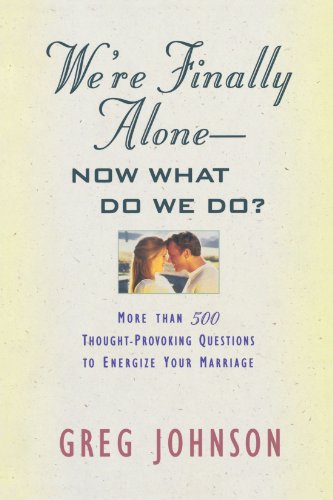 We're Finally
Alone—
NOW WHAT
DO WE DO?
MORE THAN 500
THOUGHT-PROVOKING QUESTIONS
TO ENERGIZE YOUR MARRIAGE
GREG JOHNSON